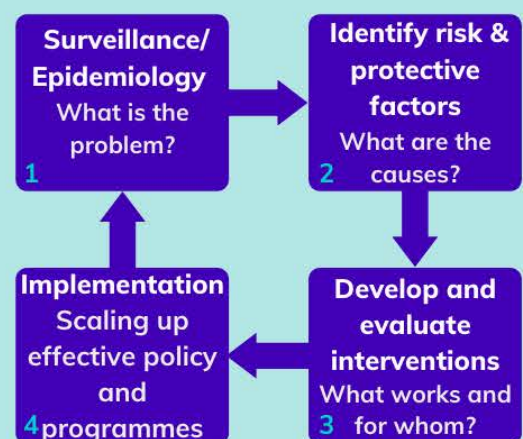 Surveillance/
Epidemiology
What is the
problem?
1
Identify risk &
protective
factors
What are the
causes?
2
Develop and
evaluate
interventions
What works and
for whom?
3
Implementation
Scaling up
effective policy
and
programmes
4